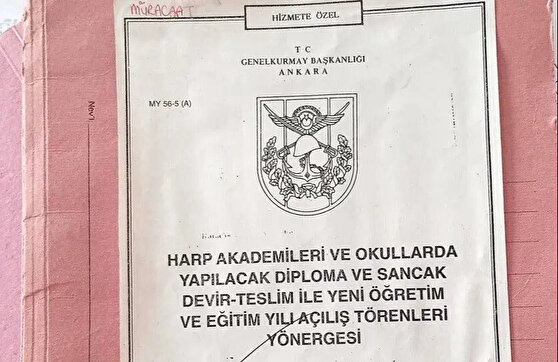 MÜRACAAT
HİZMETE ÖZEL
T C
GENELKURMAY BAŞKANLIĞI
ANKARA
MY 56-5 (A)
Nev'i
HARP AKADEMİLERİ VE OKULLARDA
YAPILACAK DİPLOMA VE SANCAK
DEVİR-TESLİM İLE YENİ ÖĞRETİM
VE EĞİTİM YILI AÇILIŞ TÖRENLERİ
YÖNERGESİ